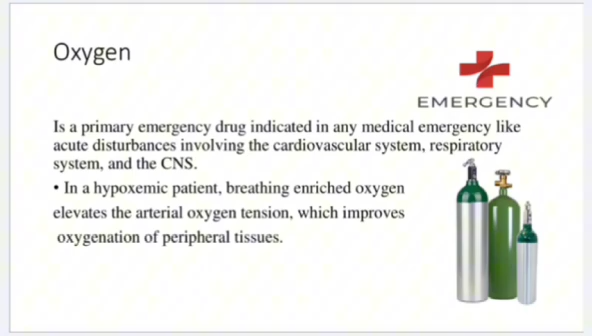 Oxygen
EMERGENCY
Is a primary emergency drug indicated in any medical emergency like
acute disturbances involving the cardiovascular system, respiratory
system, and the CNS.
• In a hypoxemic patient, breathing enriched oxygen
elevates the arterial oxygen tension, which improves
oxygenation of peripheral tissues.